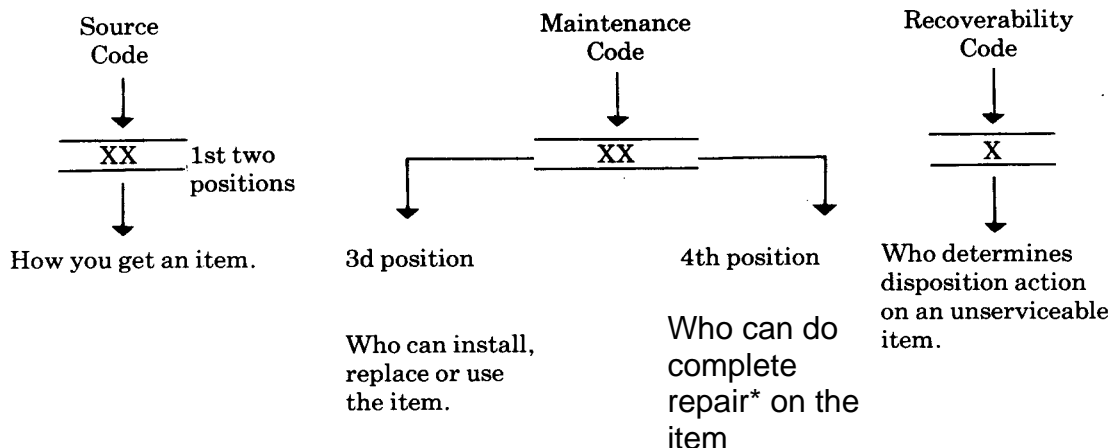 Source
Code
Maintenance
Code
Recoverability
Code
XX
1st two
positions
XX
X
How you get an item.
3d position
4th position
Who determines
disposition action
on an unserviceable
item.
Who can install,
replace or use
the item.
Who can do
complete
repair* on the
item